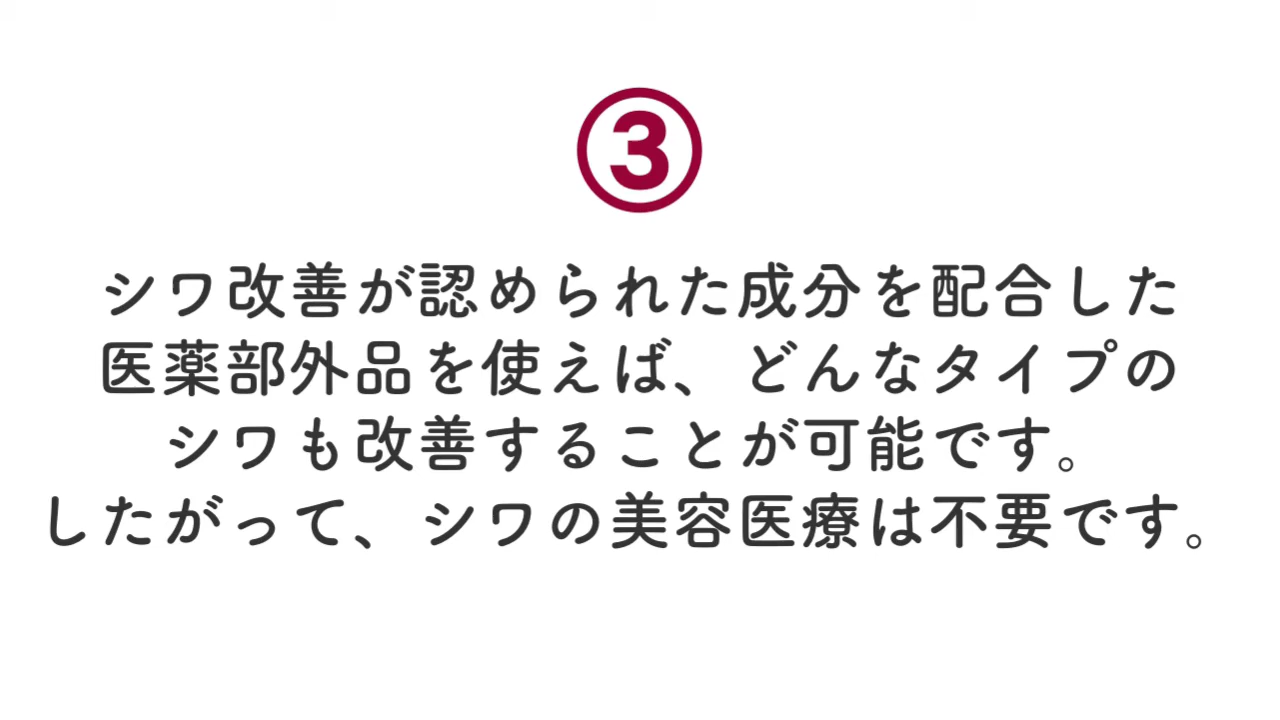 ③
シワ改善が認められた成分を配合した
医薬部外品を使えば、どんなタイプの
シワも改善することが可能です。
したがって、シワの美容医療は不要です。